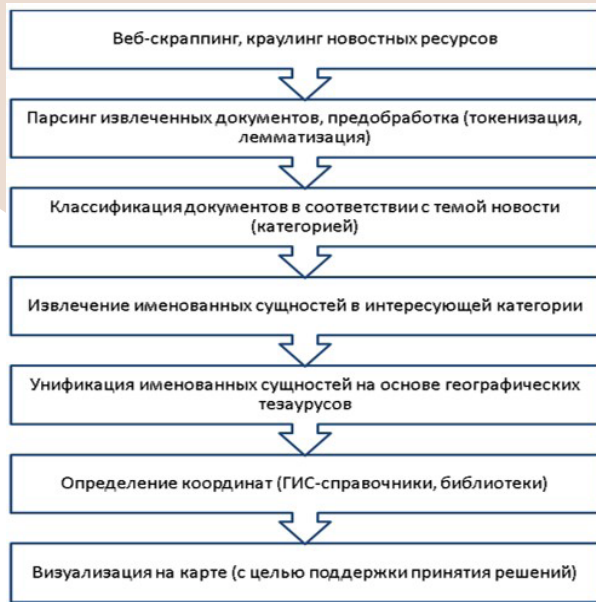 Веб-скраппинг, краулинг новостных ресурсов
Парсинг извлеченных документов, предобработка (токенизация,
лемматизация)
Классификация документов в соответствии с темой новости
(категорией)
Извлечение именованных сущностей в интересующей категории
Унификация именованных сущностей на основе географических
тезаурусов
Определение координат (ГИС-справочники, библиотеки)
Визуализация на карте (с целью поддержки принятия решений)